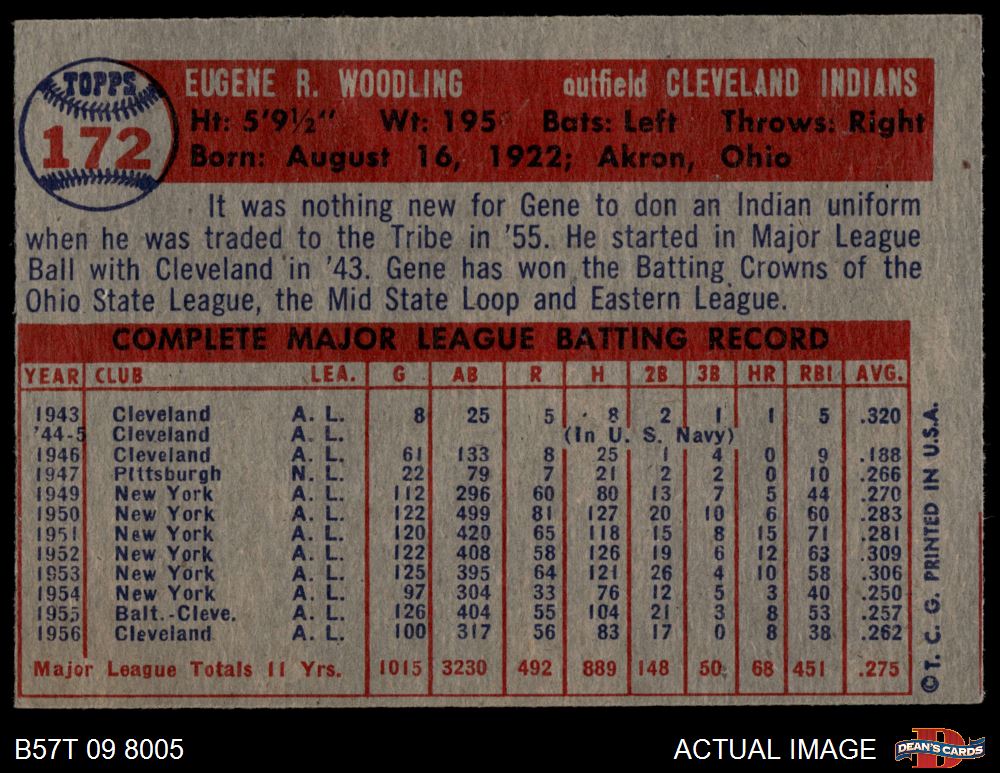 TOPPS
172
EUGENE R. WOODLING outfield CLEVELAND INDIANS
Ht: 5'9½" Wt: 195 Bats: Left Throws: Right
Born: August 16, 1922; Akron, Ohio
It was nothing new for Gene to don an Indian uniform
when he was traded to the Tribe in '55. He started in Major League
Ball with Cleveland in '43. Gene has won the Batting Crowns of the
Ohio State League, the Mid State Loop and Eastern League.
COMPLETE MAJOR LEAGUE BATTING RECORD
YEAR CLUB LEA. G AB R H 2B 3B HR RBI AVG.
1943 Cleveland A. L. 8 25 5 8 2 1 1 5 .320
'44-5 Cleveland A. L. (In U. S. Navy)
1946 Cleveland A. L. 61 133 8 25 1 4 0 9 .188
1947 Pittsburgh N. L. 22 79 7 21 2 2 0 10 .266
1949 New York A. L. 112 296 60 80 13 7 5 44 .270
1950 New York A. L. 122 499 81 127 20 10 6 60 .283
1951 New York A. L. 120 420 65 118 15 8 15 71 .281
1952 New York A. L. 122 408 58 126 19 6 12 63 .309
1953 New York A. L. 125 395 64 121 26 4 10 58 .306
1954 New York A. L. 97 304 33 76 12 5 3 40 .250
1955 Balt.-Cleve. A. L. 126 404 55 104 21 3 8 53 .257
1956 Cleveland A. L. 100 317 56 83 17 0 8 38 .262
Major League Totals 11 Yrs. 1015 3230 492 889 148 50 68 451 .275
© T. C. G. PRINTED IN U.S.A.
B57T 09 8005 ACTUAL IMAGE D DEAN'S CARDS